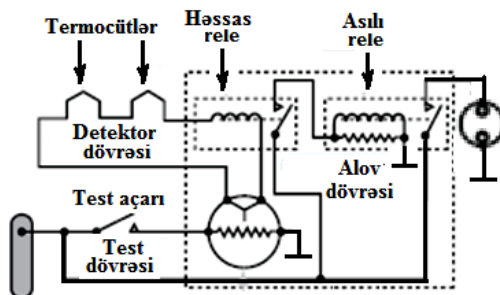 Termocütlər
Həssas
rele
Asılı
rele
Detektor
dövrəsi
Alov
dövrəsi
Test açarı
Test
dövrəsi